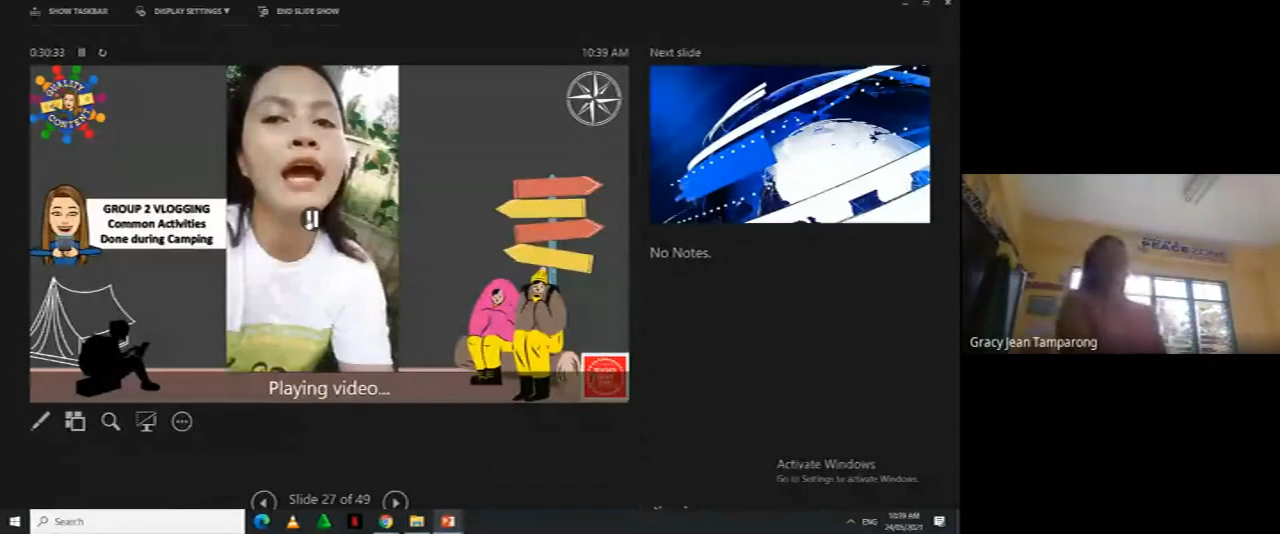 SHOW TASKBAR
DISPLAY SETTINGS ▼
END SLIDE SHOW
0:30:33
10:39 AM
Next slide
QUALITY
CONTENT
GROUP 2 VLOGGING
Common Activities
Done during Camping
Playing video...
No Notes.
PEACE ZONE
Gracy Jean Tamparong
Activate Windows
Go to Settings to activate Windows.
Slide 27 of 49
Search
ENG
10:39 AM
24/05/2021